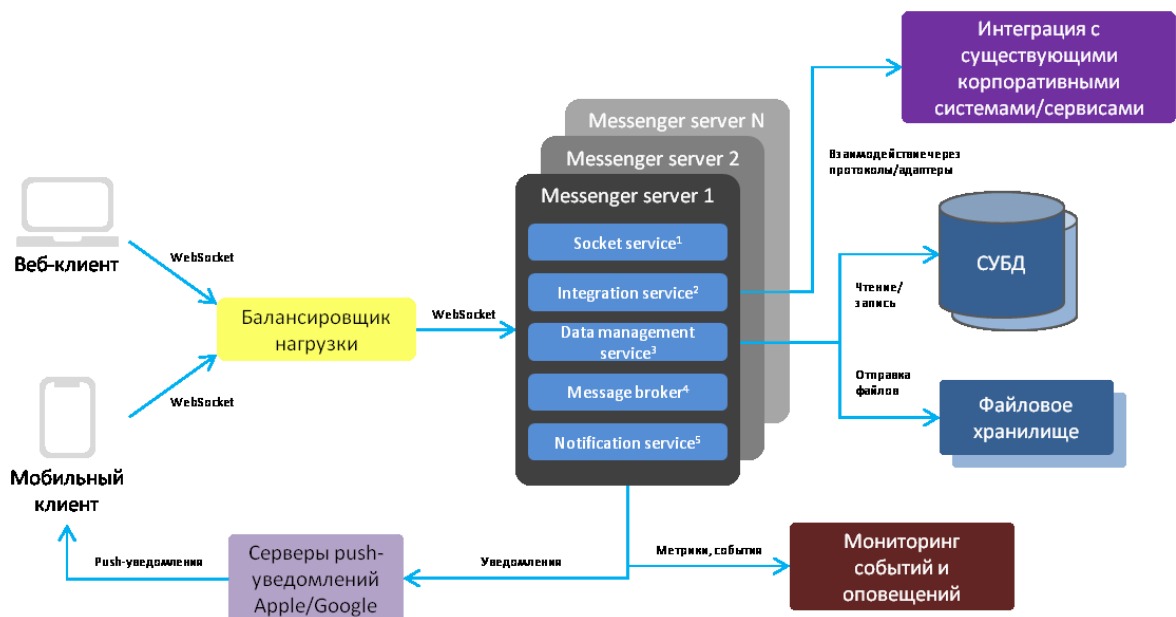 Интеграция с
существующими
корпоративными
системами/сервисами
Messenger server N
Messenger server 2
Messenger server 1
Взаимодействие через
протоколы/адаптеры
Socket service¹
Integration service²
Data management
service³
Message broker⁴
Notification service⁵
Веб-клиент
WebSocket
Балансировщик
нагрузки
WebSocket
WebSocket
Мобильный
клиент
СУБД
Чтение/
запись
Отправка
файлов
Файловое
хранилище
Push-уведомления
Серверы push-
уведомлений
Apple/Google
Уведомления
Метрики, события
Мониторинг
событий и
оповещений